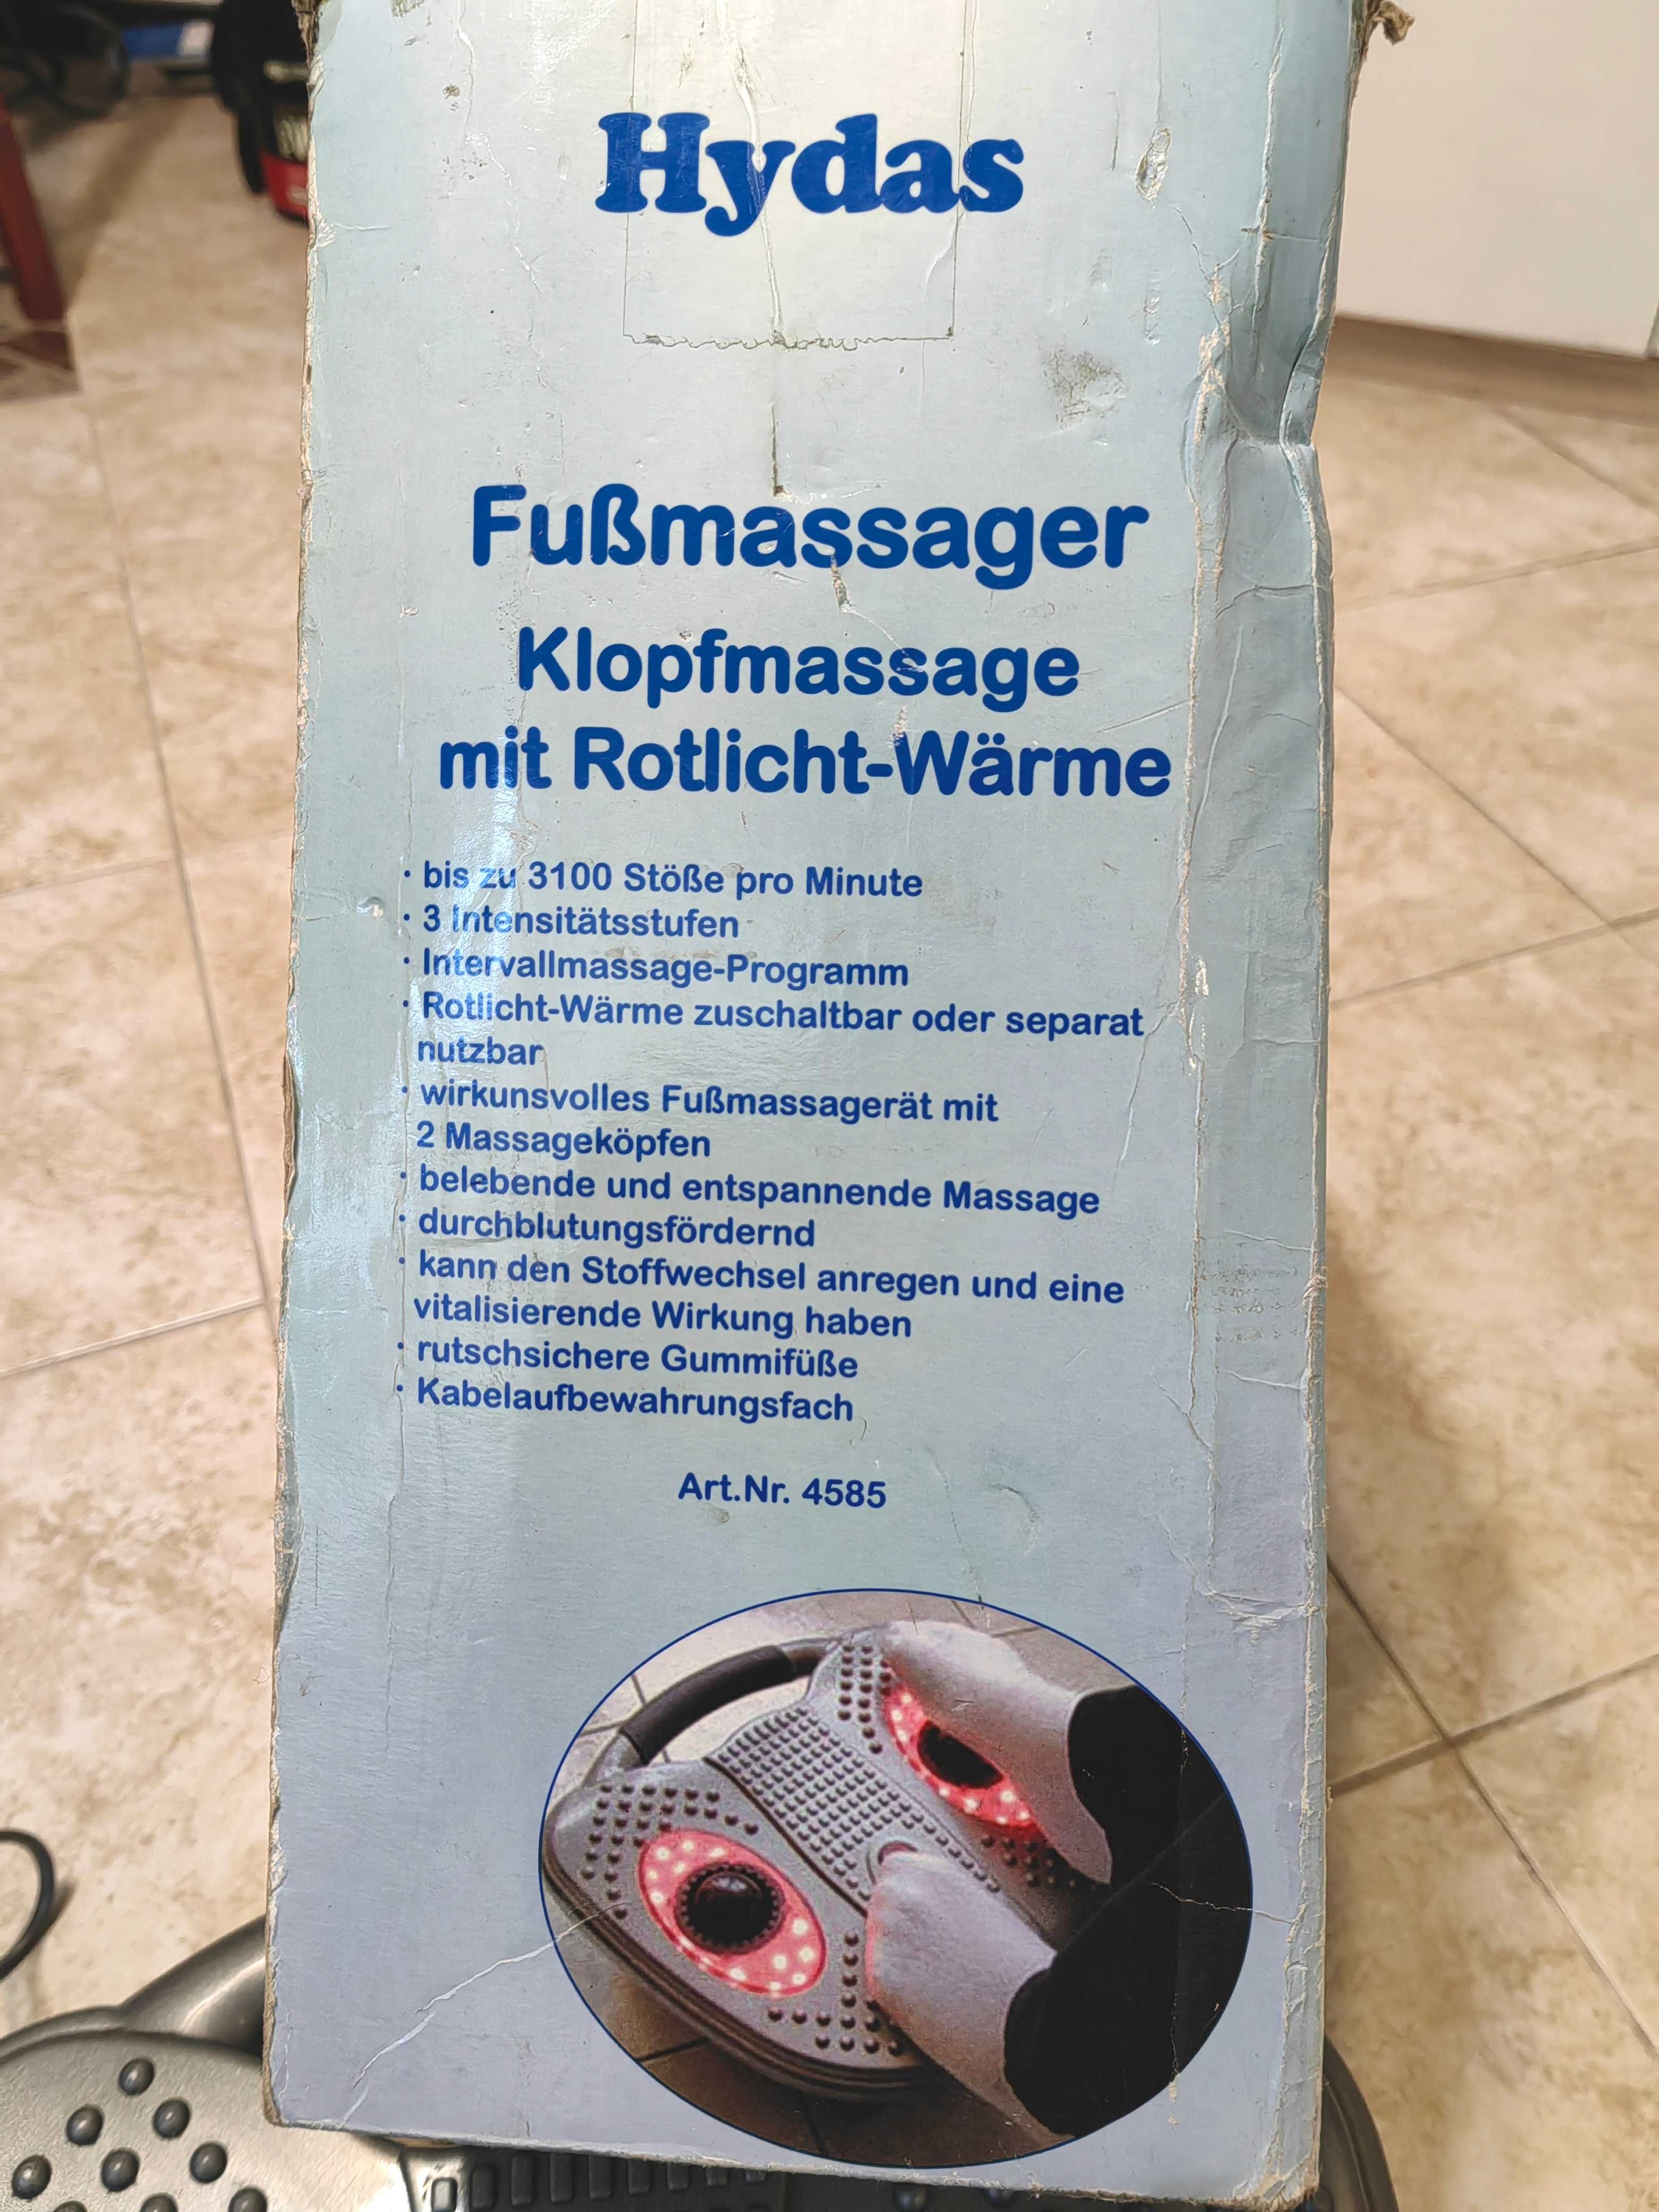 Hydas
Fußmassager
Klopfmassage
mit Rotlicht-Wärme
· bis zu 3100 Stöße pro Minute
· 3 Intensitätsstufen
· Intervallmassage-Programm
· Rotlicht-Wärme zuschaltbar oder separat
nutzbar
· wirkunsvolles Fußmassagerät mit
2 Massageköpfen
· belebende und entspannende Massage
· durchblutungsfördernd
· kann den Stoffwechsel anregen und eine
vitalisierende Wirkung haben
· rutschsichere Gummifüße
· Kabelaufbewahrungsfach
Art.Nr. 4585